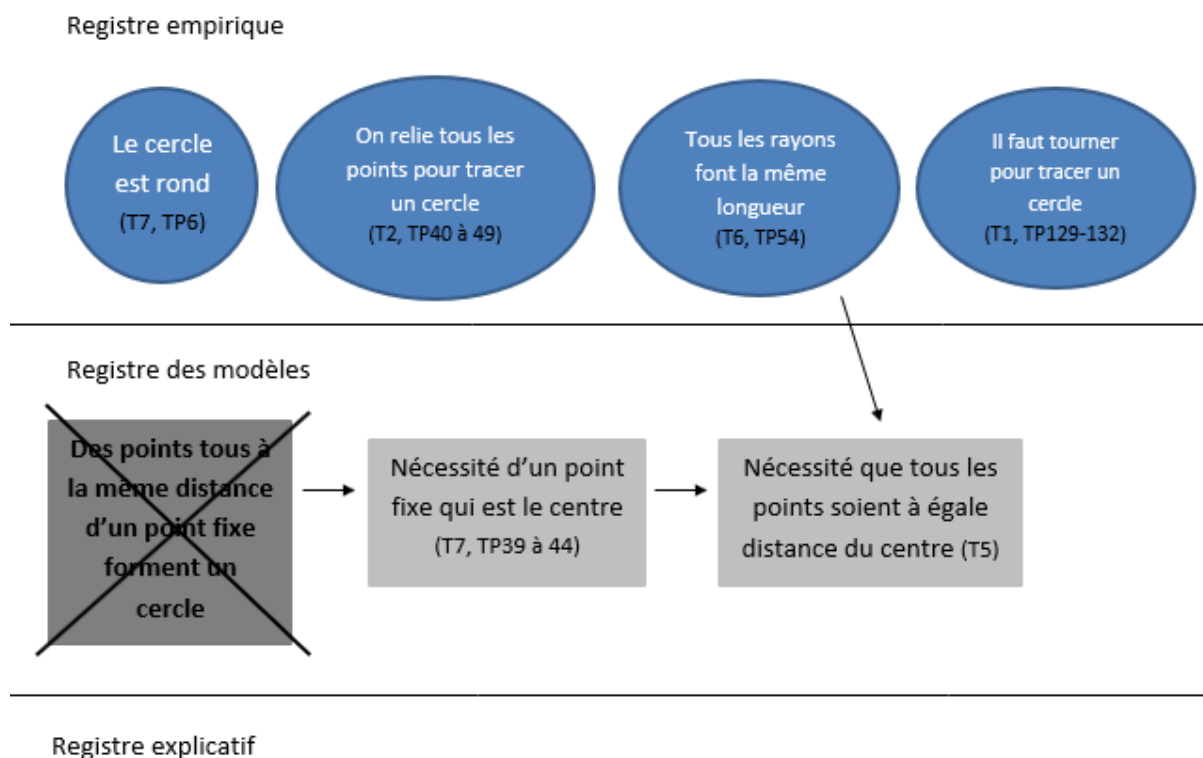 Registre empirique
Le cercle
est rond
(T7, TP6)
On relie tous les
points pour tracer
un cercle
(T2, TP40 à 49)
Tous les rayons
font la même
longueur
(T6, TP54)
Il faut tourner
pour tracer un
cercle
(T1, TP129-132)
Registre des modèles
Des points tous à
la même distance
d'un point fixe
forment un
cercle
Nécessité d'un point
fixe qui est le centre
(T7, TP39 à 44)
Nécessité que tous les
points soient à égale
distance du centre (T5)
Registre explicatif